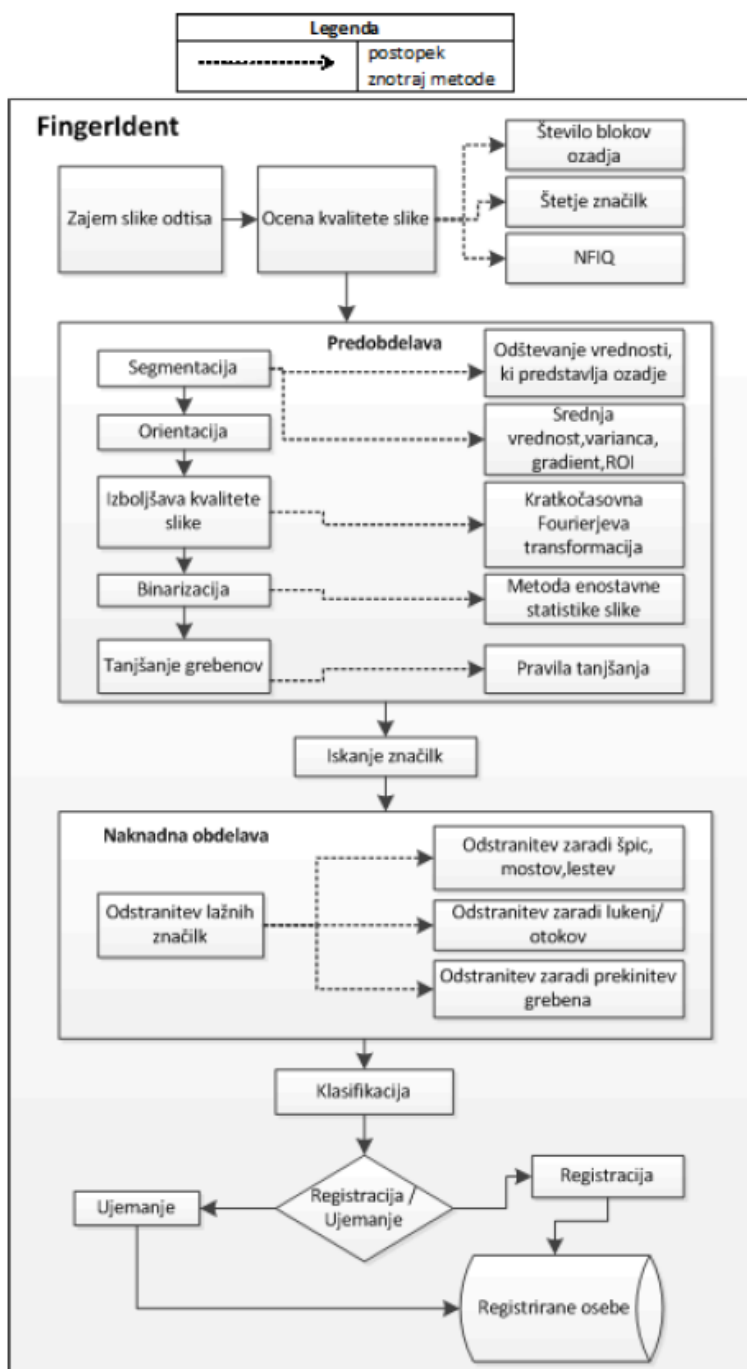 Legenda
postopek
znotraj metode
FingerIdent
Zajem slike odtisa
Ocena kvalitete slike
Število blokov
ozadja
Štetje značilk
NFIQ
Predobdelava
Segmentacija
Odštevanje vrednosti,
ki predstavlja ozadje
Srednja
vrednost,varianca,
gradient,ROI
Orientacija
Izboljšava kvalitete
slike
Kratkočasovna
Fourierjeva
transformacija
Binarizacija
Metoda enostavne
statistike slike
Tanjšanje grebenov
Pravila tanjšanja
Iskanje značilk
Naknadna obdelava
Odstranitev lažnih
značilk
Odstranitev zaradi špic,
mostov,lestev
Odstranitev zaradi lukenj/
otokov
Odstranitev zaradi prekinitev
grebena
Klasifikacija
Registracija /
Ujemanje
Ujemanje
Registracija
Registrirane osebe